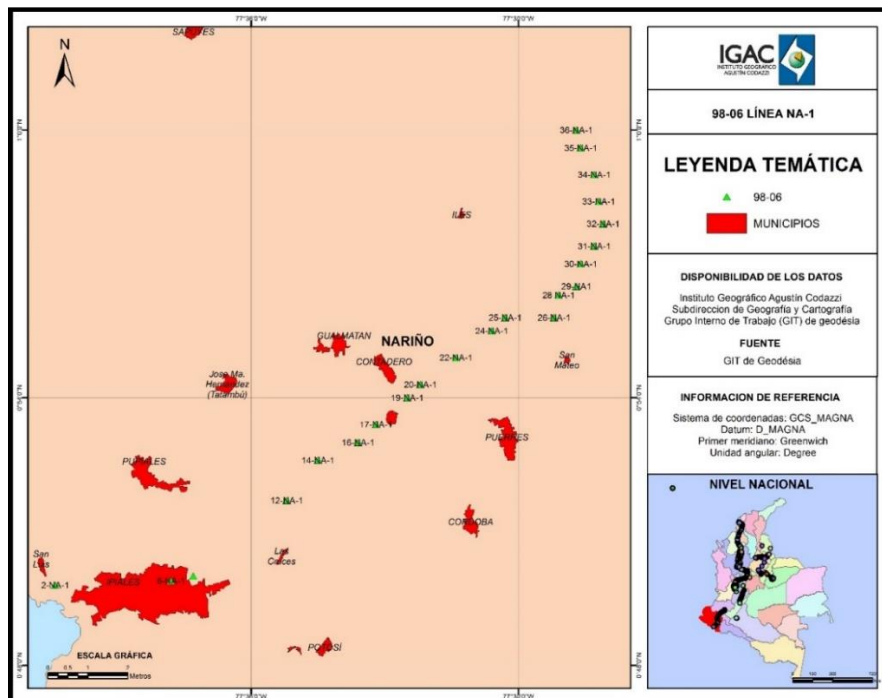 SAPUYES
N
36-NA-1
1°0'0"N
1°0'0"N
35-NA-1
34-NA-1
33-NA-1
ILES
32-NA-1
31-NA-1
30-NA-1
29-NA1
28-NA-1
25-NA-1
26-NA-1
24-NA-1
GUALMATAN
NARIÑO
22-NA-1
CONTADERO
San
Mateo
Jose Ma.
Hernández
(Tatambú)
20-NA-1
19-NA-1
17-NA-1
PUERRES
16-NA-1
PUPIALES
14-NA-1
12-NA-1
CORDOBA
San
Luis
Las
Cruces
2-NA-1
IPIALES
ESCALA GRÁFICA
POTOSÍ
Metros
IGAC
INSTITUTO GEOGRÁFICO
AGUSTÍN CODAZZI
98-06 LÍNEA NA-1
LEYENDA TEMÁTICA
98-06
MUNICIPIOS
DISPONIBILIDAD DE LOS DATOS
Instituto Geográfico Agustín Codazzi
Subdireccion de Geografía y Cartografía
Grupo Interno de Trabajo (GIT) de geodésia
FUENTE
GIT de Geodésia
INFORMACION DE REFERENCIA
Sistema de coordenadas: GCS_MAGNA
Datum: D_MAGNA
Primer meridiano: Greenwich
Unidad angular: Degree
NIVEL NACIONAL